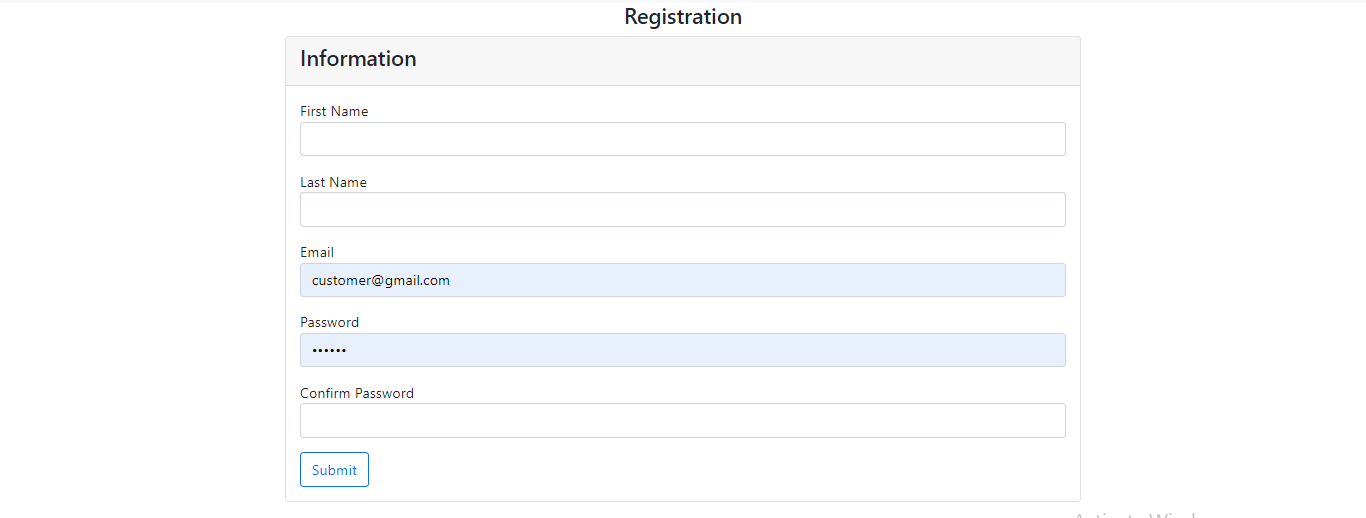 Registration
Information
First Name
Last Name
Email
customer@gmail.com
Password
••••••
Confirm Password
Submit